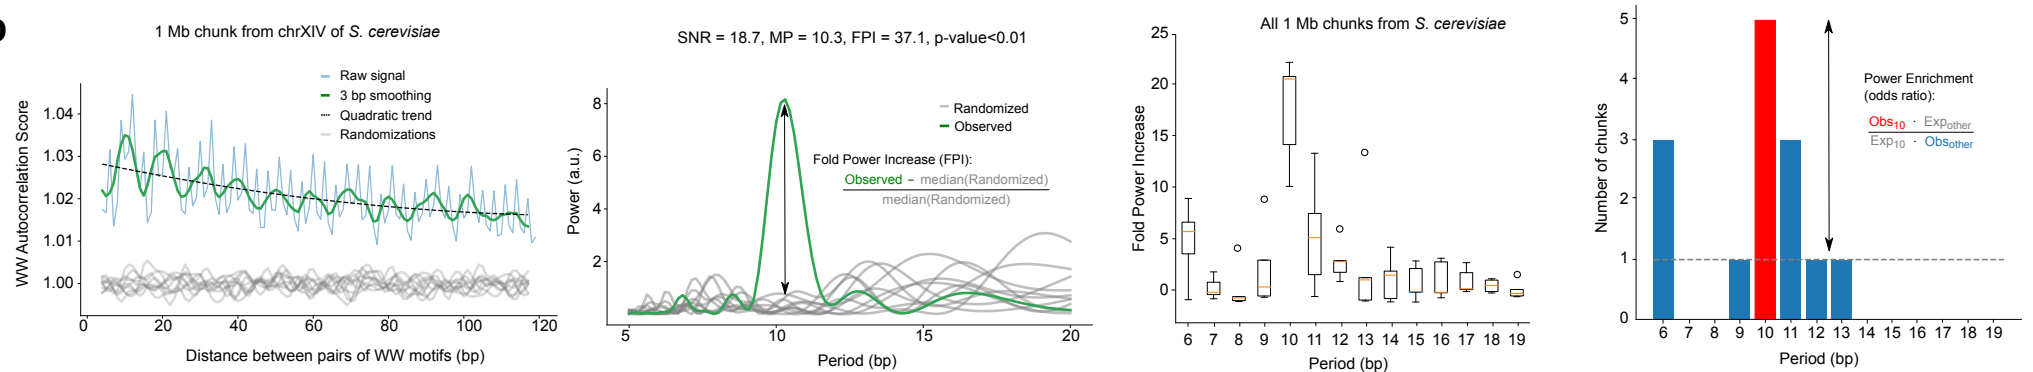 b
1 Mb chunk from chrXIV of S. cerevisiae
WW Autocorrelation Score
1.04
1.03
1.02
1.01
1.00
Raw signal
3 bp smoothing
Quadratic trend
Randomizations
0 20 40 60 80 100 120
Distance between pairs of WW motifs (bp)
SNR = 18.7, MP = 10.3, FPI = 37.1, p-value<0.01
Power (a.u.)
8
6
4
2
Randomized
Observed
Fold Power Increase (FPI):
Observed - median(Randomized)
median(Randomized)
5 10 15 20
Period (bp)
All 1 Mb chunks from S. cerevisiae
Fold Power Increase
25
20
15
10
5
0
6 7 8 9 10 11 12 13 14 15 16 17 18 19
Period (bp)
Number of chunks
5
4
3
2
1
0
Power Enrichment
(odds ratio):
Obs10 · Expother
Exp10 · Obsother
6 7 8 9 10 11 12 13 14 15 16 17 18 19
Period (bp)